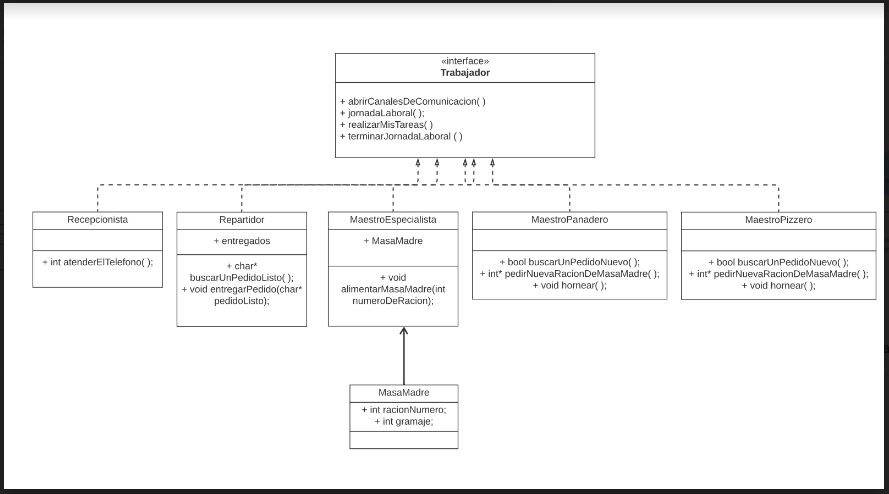 «interface»
Trabajador
+ abrirCanalesDeComunicacion( )
+ jornadaLaboral( );
+ realizarMisTareas( )
+ terminarJornadaLaboral ( )
Recepcionista
+ int atenderElTelefono( );
Repartidor
+ entregados
+ char*
buscarUnPedidoListo( );
+ void entregarPedido(char*
pedidoListo);
MaestroEspecialista
+ MasaMadre
+ void
alimentarMasaMadre(int
numeroDeRacion);
MaestroPanadero
+ bool buscarUnPedidoNuevo( );
+ int* pedirNuevaRacionDeMasaMadre( );
+ void hornear( );
MaestroPizzero
+ bool buscarUnPedidoNuevo( );
+ int* pedirNuevaRacionDeMasaMadre( );
+ void hornear( );
MasaMadre
+ int racionNumero;
+ int gramaje;